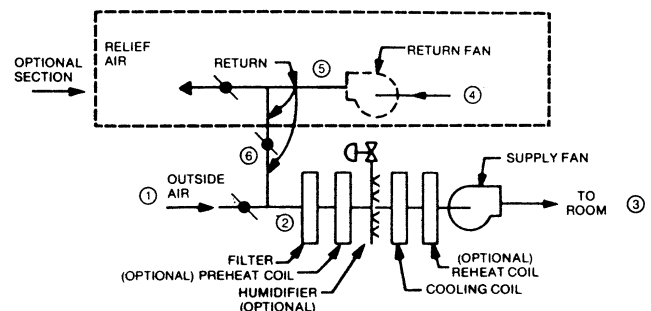 OPTIONAL
SECTION
RELIEF
AIR
RETURN
5
RETURN FAN
4
6
1
OUTSIDE
AIR
2
SUPPLY FAN
TO
ROOM
3
FILTER
(OPTIONAL) PREHEAT COIL
HUMIDIFIER
(OPTIONAL)
(OPTIONAL)
REHEAT COIL
COOLING COIL